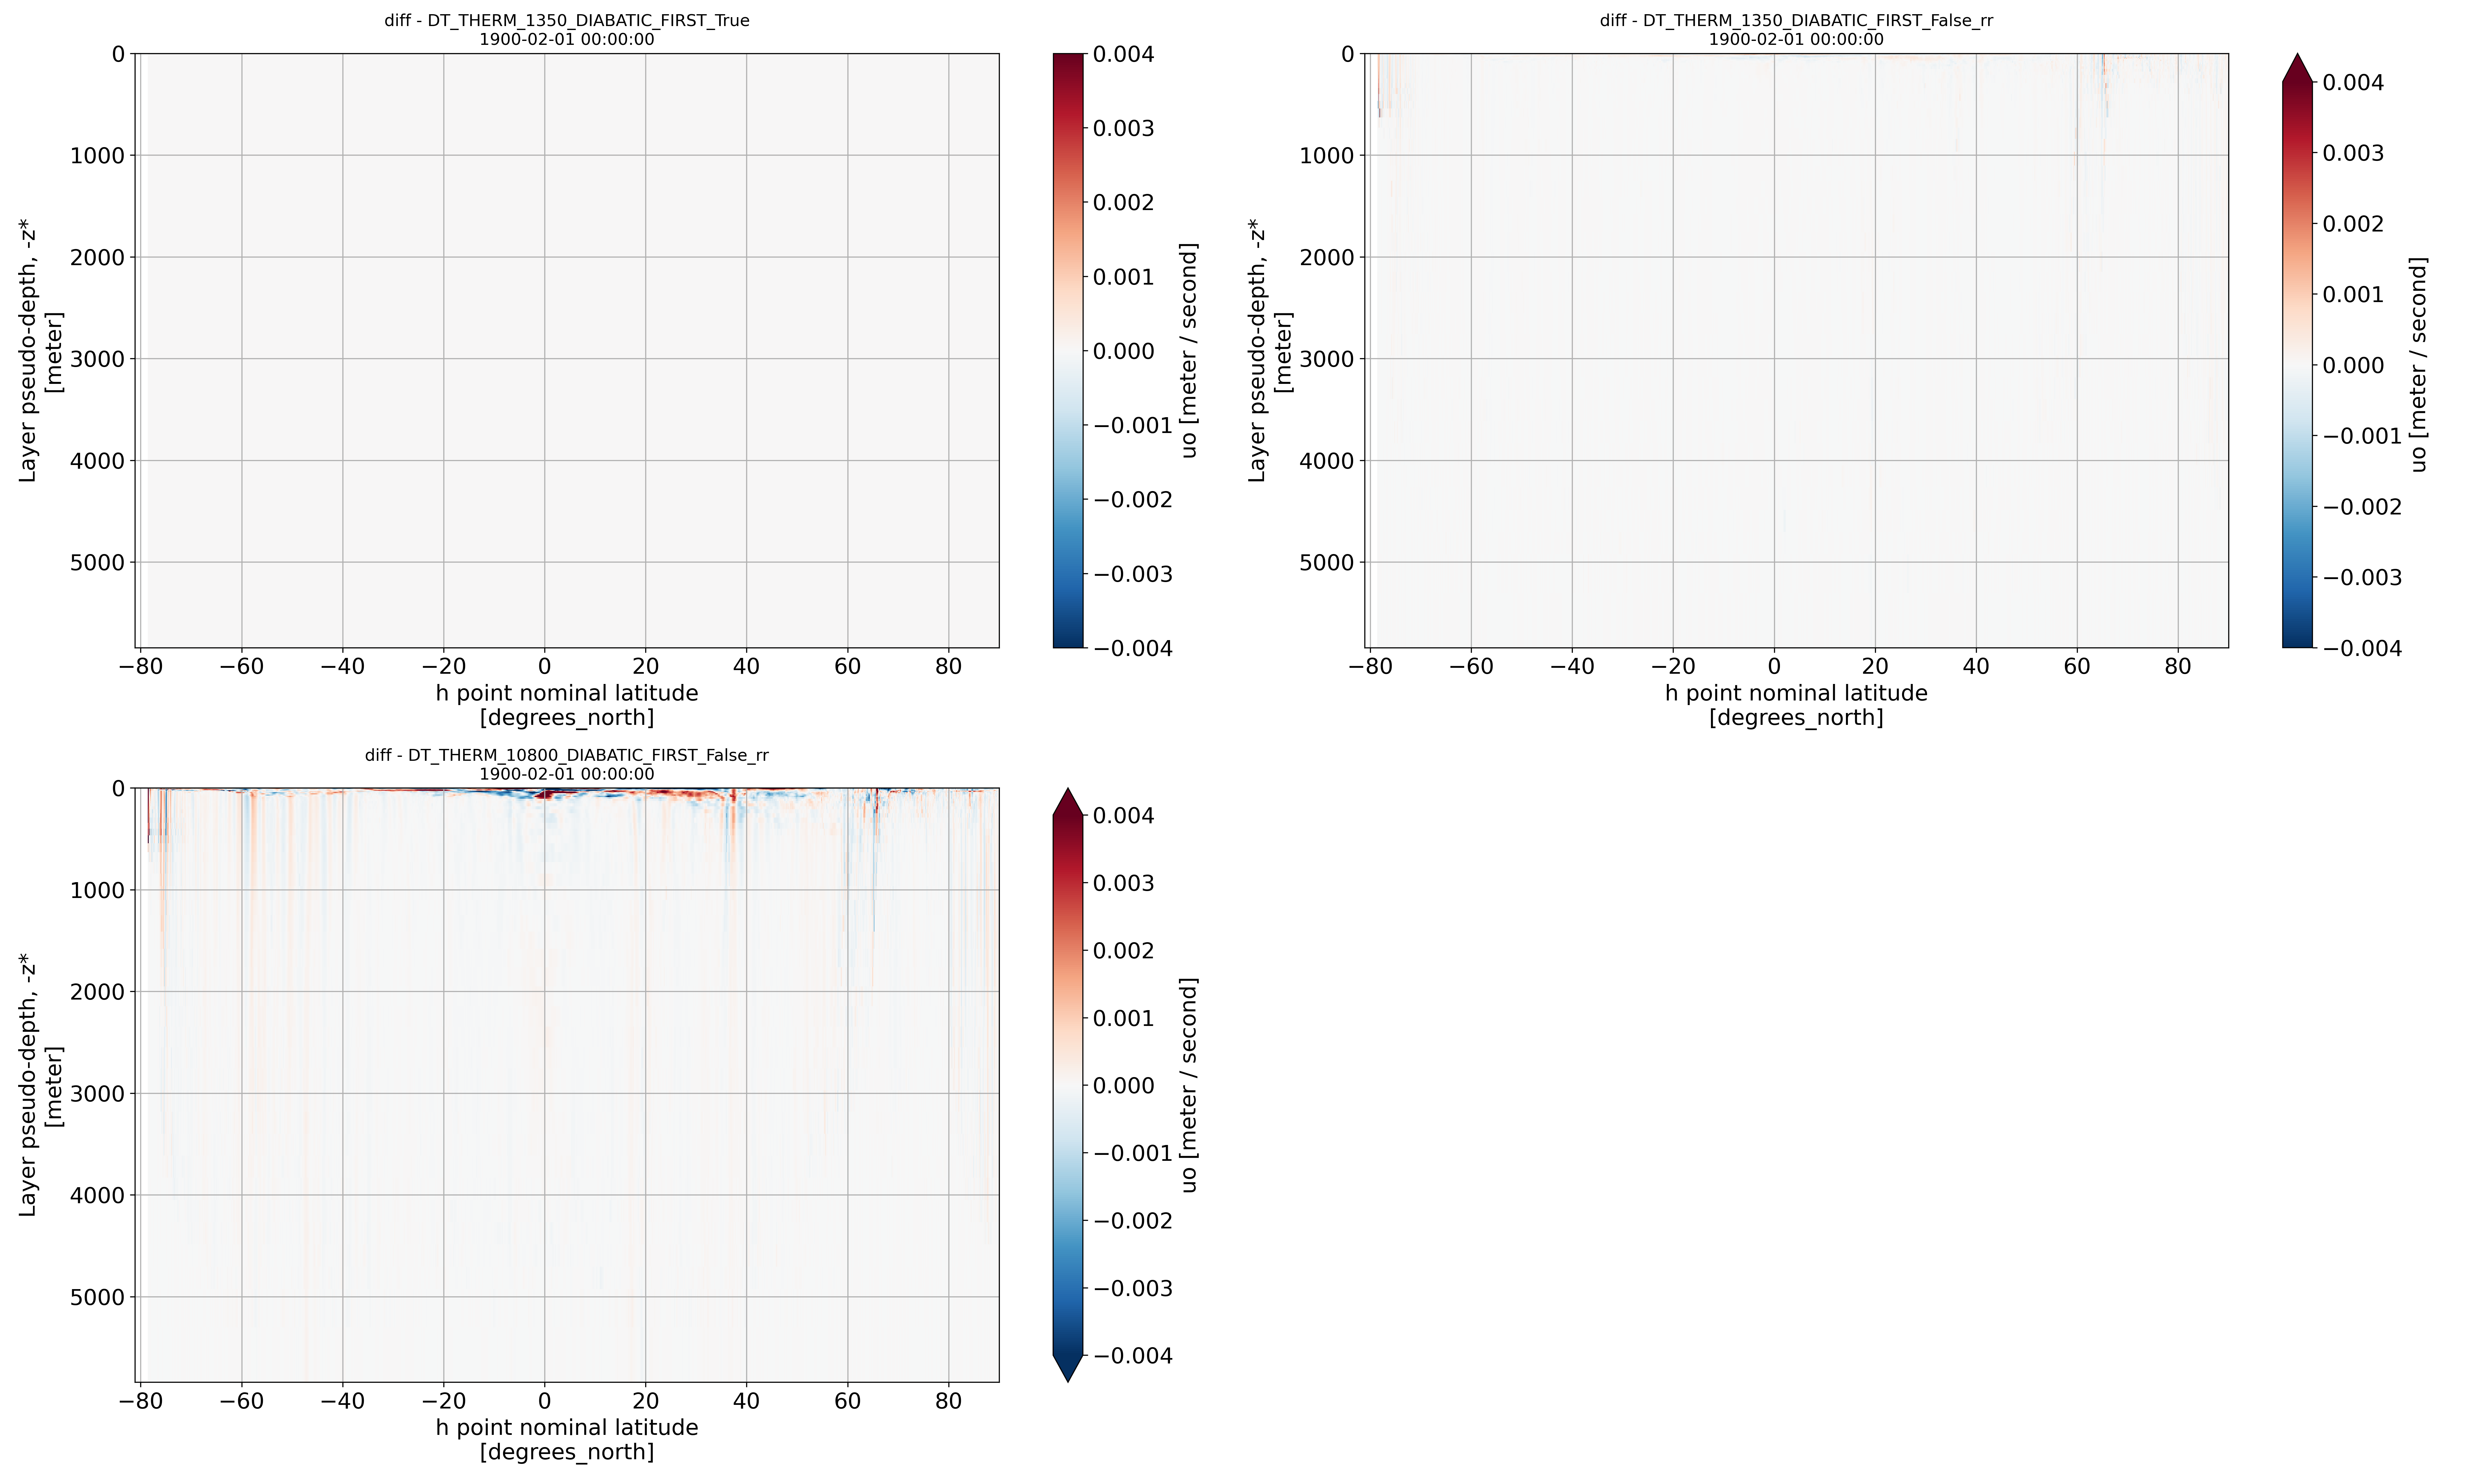 diff - DT_THERM_1350_DIABATIC_FIRST_True
1900-02-01 00:00:00
0
1000
2000
3000
4000
5000
Layer pseudo-depth, -z*
[meter]
−80 −60 −40 −20 0 20 40 60 80
h point nominal latitude
[degrees_north]
0.004
0.003
0.002
0.001
0.000
−0.001
−0.002
−0.003
−0.004
uo [meter / second]
diff - DT_THERM_1350_DIABATIC_FIRST_False_rr
1900-02-01 00:00:00
0
1000
2000
3000
4000
5000
Layer pseudo-depth, -z*
[meter]
−80 −60 −40 −20 0 20 40 60 80
h point nominal latitude
[degrees_north]
0.004
0.003
0.002
0.001
0.000
−0.001
−0.002
−0.003
−0.004
uo [meter / second]
diff - DT_THERM_10800_DIABATIC_FIRST_False_rr
1900-02-01 00:00:00
0
1000
2000
3000
4000
5000
Layer pseudo-depth, -z*
[meter]
−80 −60 −40 −20 0 20 40 60 80
h point nominal latitude
[degrees_north]
0.004
0.003
0.002
0.001
0.000
−0.001
−0.002
−0.003
−0.004
uo [meter / second]